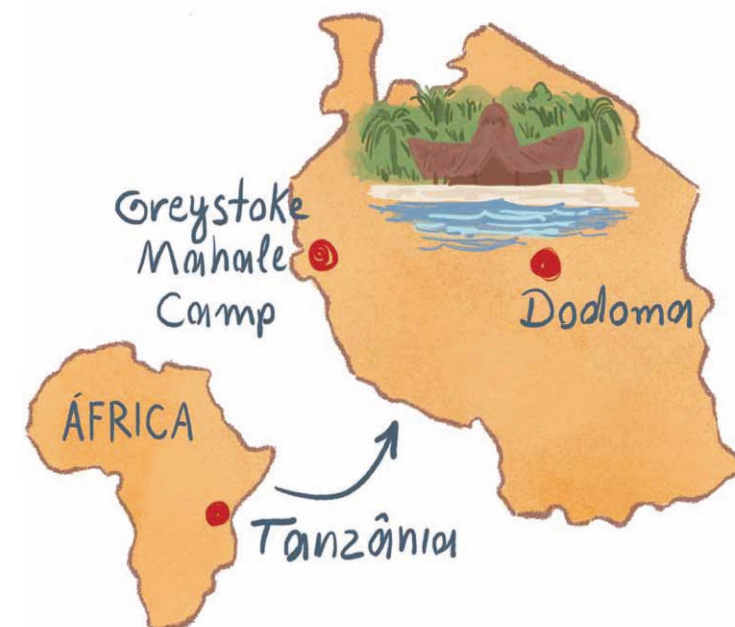 Greystoke
Mahale
Camp
Dodoma
ÁFRICA
Tanzânia